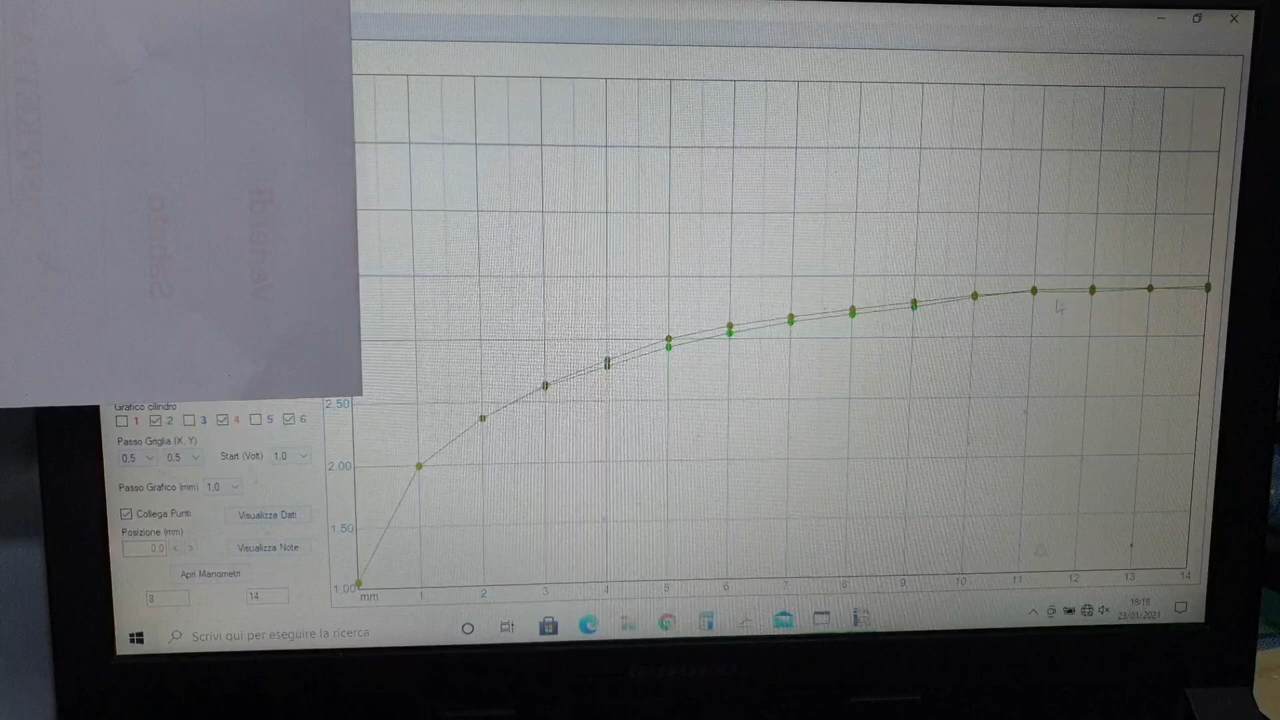 Venerdì
Sabato
Grafico cilindro
1 2 3 4 5 6
Passo Griglia (X, Y)
0,5 0.5 Start (Volt) 1.0
Passo Grafico (mm) 1,0
Collega Punti Visualizza Dati
Posizione (mm)
0.0 < > Visualizza Note
Apri Manometri
8 14
2.50
2.00
1.50
1.00
mm 1 2 3 4 5 6 7 8 9 10 11 12 13 14
Scrivi qui per eseguire la ricerca
18:18
23/01/2021